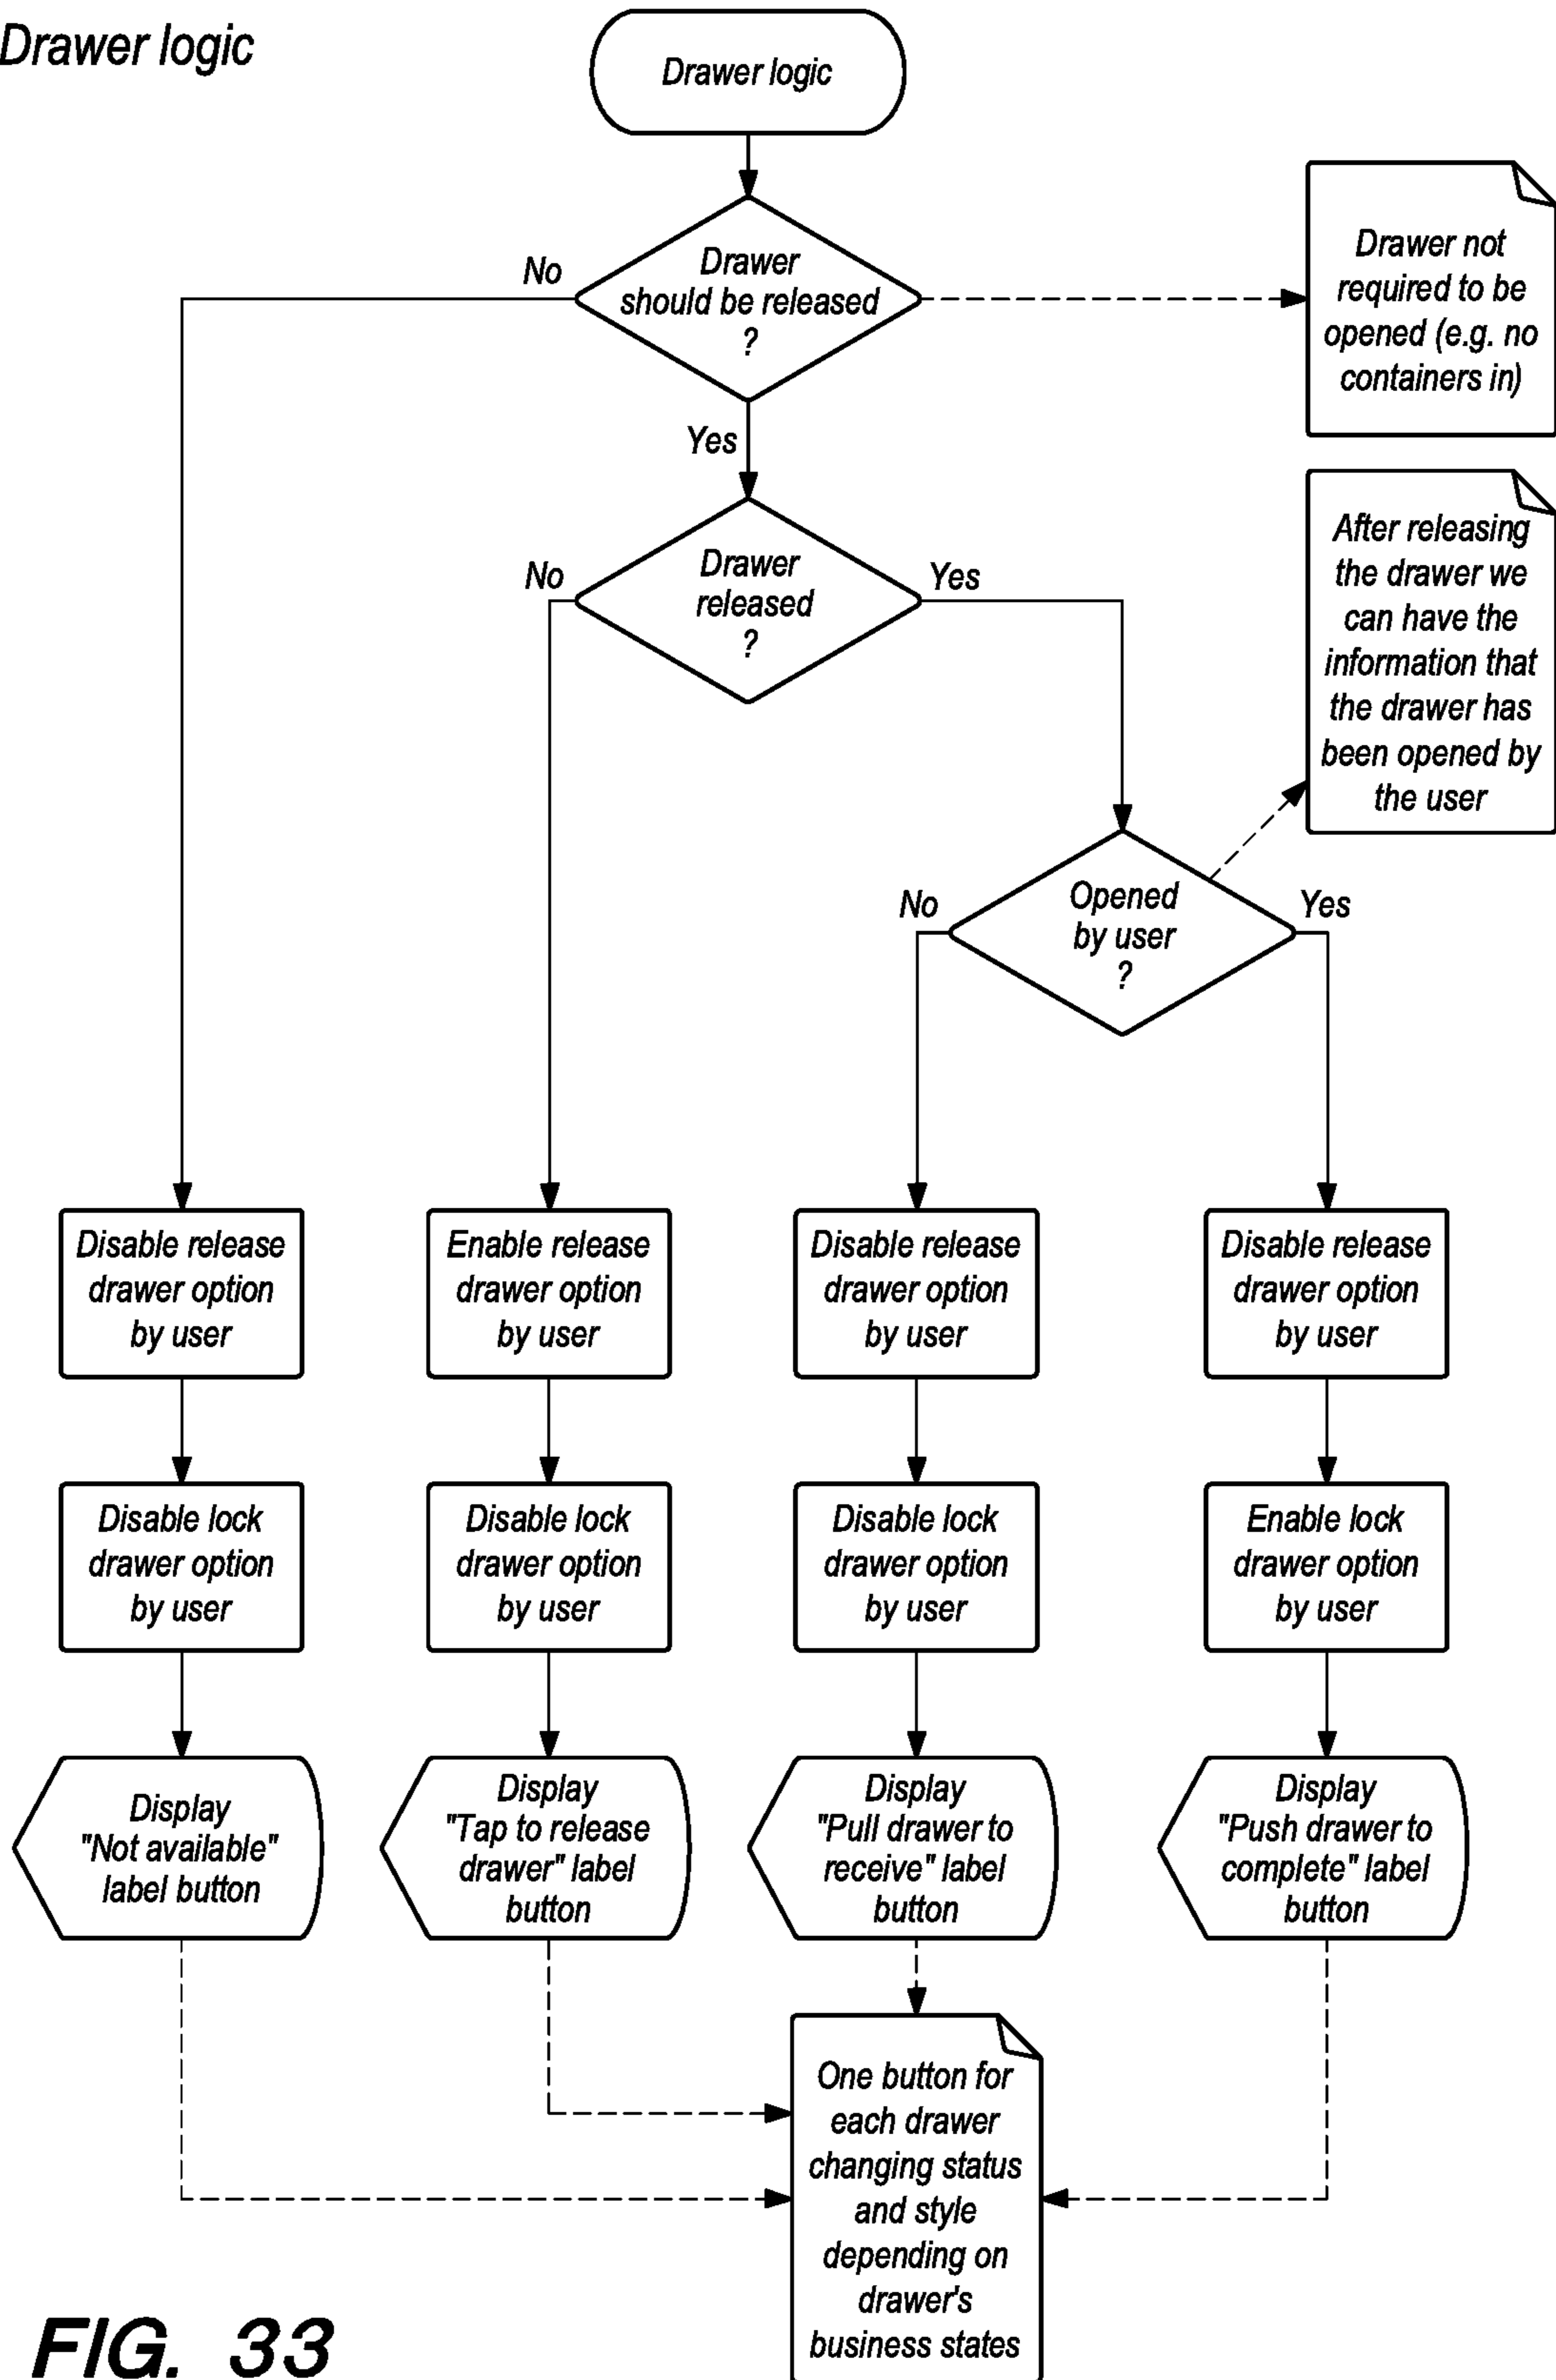 Drawer logic
Drawer logic
Drawer
should be released
?
No
Yes
Drawer not
required to be
opened (e.g. no
containers in)
Drawer
released
?
No
Yes
After releasing
the drawer we
can have the
information that
the drawer has
been opened by
the user
Opened
by user
?
No
Yes
Disable release
drawer option
by user
Enable release
drawer option
by user
Disable release
drawer option
by user
Disable release
drawer option
by user
Disable lock
drawer option
by user
Disable lock
drawer option
by user
Disable lock
drawer option
by user
Enable lock
drawer option
by user
Display
"Not available"
label button
Display
"Tap to release
drawer" label
button
Display
"Pull drawer to
receive" label
button
Display
"Push drawer to
complete" label
button
One button for
each drawer
changing status
and style
depending on
drawer's
business states
FIG. 33